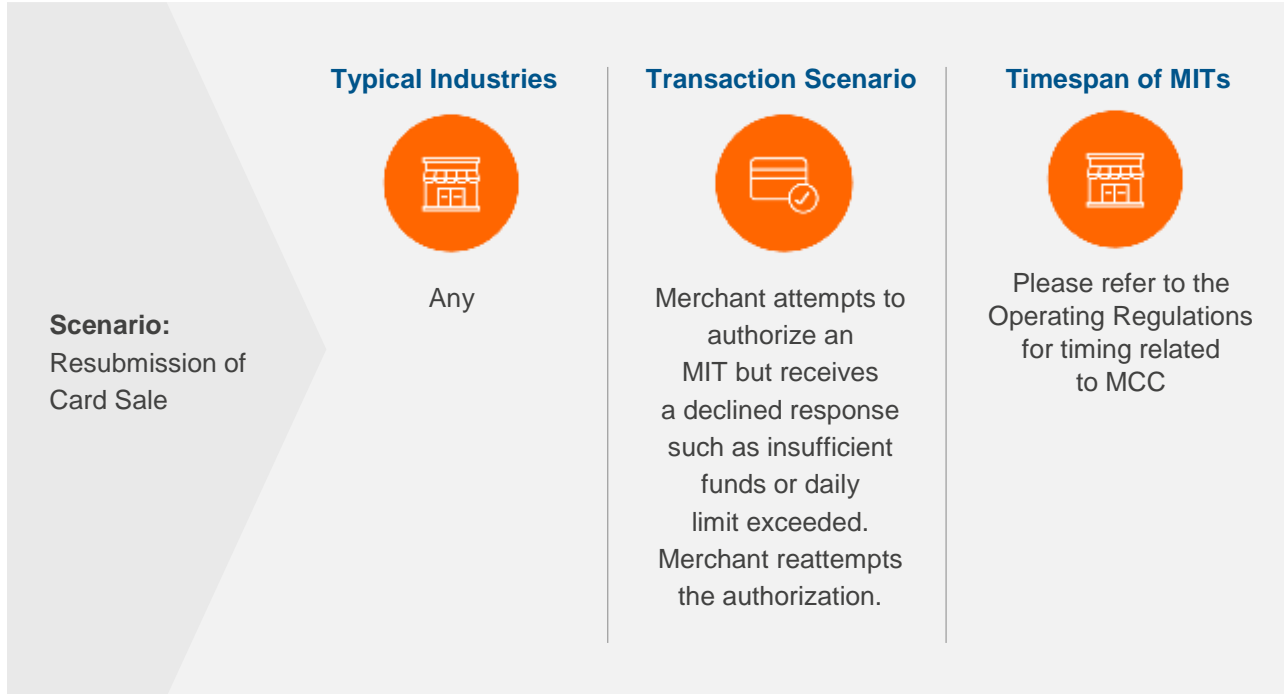 Scenario:
Resubmission of
Card Sale
Typical Industries
Any
Transaction Scenario
Merchant attempts to
authorize an
MIT but receives
a declined response
such as insufficient
funds or daily
limit exceeded.
Merchant reattempts
the authorization.
Timespan of MITs
Please refer to the
Operating Regulations
for timing related
to MCC